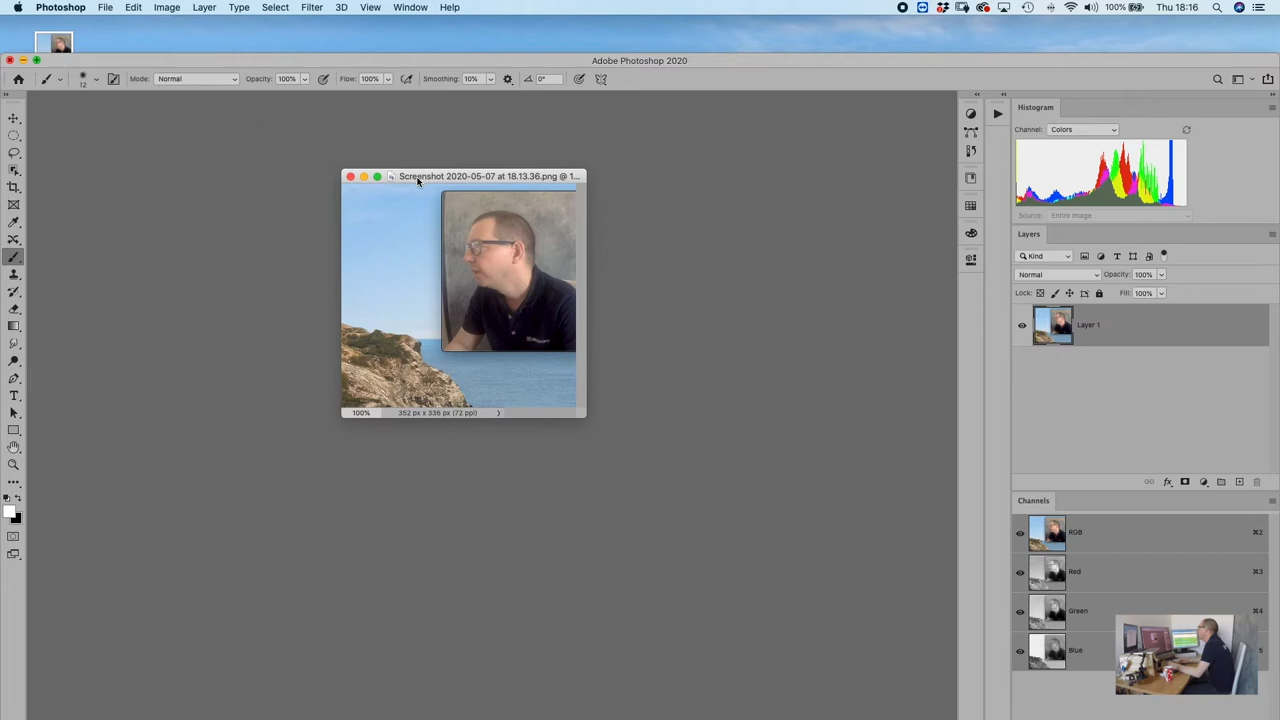 Photoshop File Edit Image Layer Type Select Filter 3D View Window Help 100% Thu 18:16
Adobe Photoshop 2020
12 Mode: Normal Opacity: 100% Flow: 100% Smoothing: 10% 0°
Histogram
Channel: Colors
Source: Entire Image
Screenshot 2020-05-07 at 18.13.36.png @ 1...
100% 352 px x 336 px (72 ppi)
Layers
Kind
Normal Opacity: 100%
Lock: Fill: 100%
Layer 1
Channels
RGB ⌘2
Red ⌘3
Green ⌘4
Blue 5